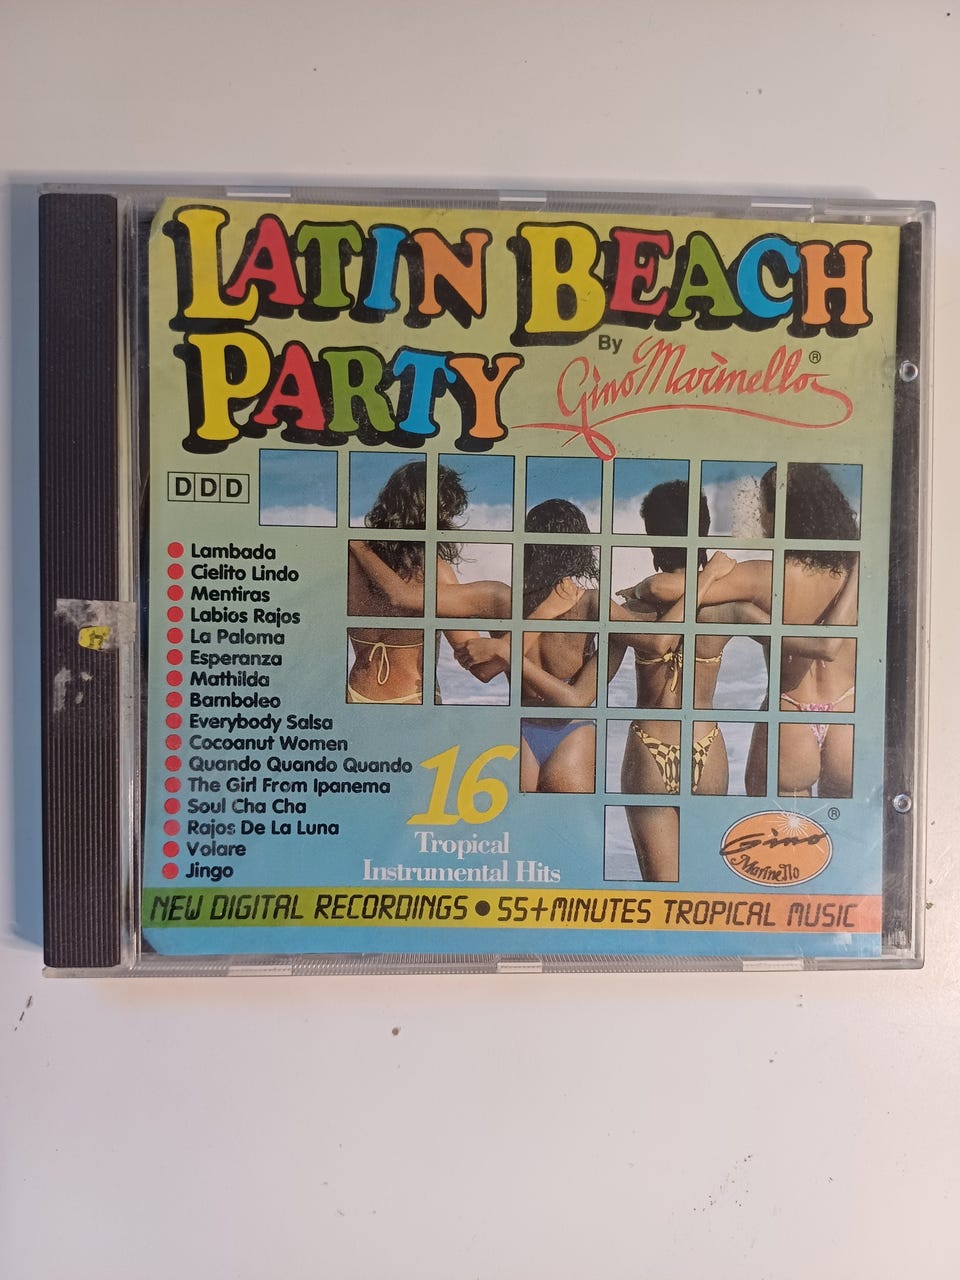 LATIN BEACH
PARTY
By
Gino Marinello ®
DDD
Lambada
Cielito Lindo
Mentiras
Labios Rajos
La Paloma
Esperanza
Mathilda
Bamboleo
Everybody Salsa
Cocoanut Women
Quando Quando Quando
The Girl From Ipanema
Soul Cha Cha
Rajos De La Luna
Volare
Jingo
16
Tropical
Instrumental Hits
®
Gino
Marinello
NEW DIGITAL RECORDINGS • 55+MINUTES TROPICAL MUSIC